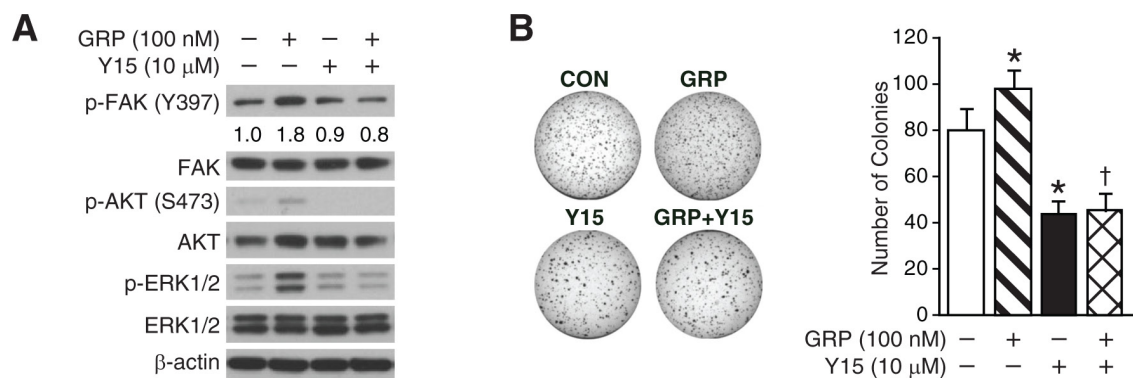 A
GRP (100 nM) − + − +
Y15 (10 μM) − − + +
p-FAK (Y397)
1.0 1.8 0.9 0.8
FAK
p-AKT (S473)
AKT
p-ERK1/2
ERK1/2
β-actin
B
CON GRP
Y15 GRP+Y15
Number of Colonies
120
100
80
60
40
20
0
*
*
†
GRP (100 nM) − + − +
Y15 (10 μM) − − + +